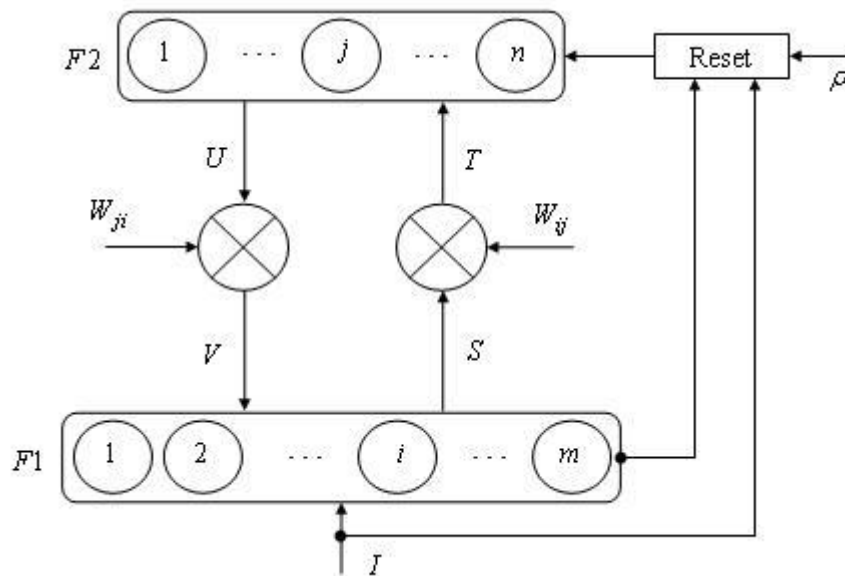 F2 1 ... j ... n Reset ρ
U T
W_ji W_ij
V S
F1 1 2 ... i ... m
I